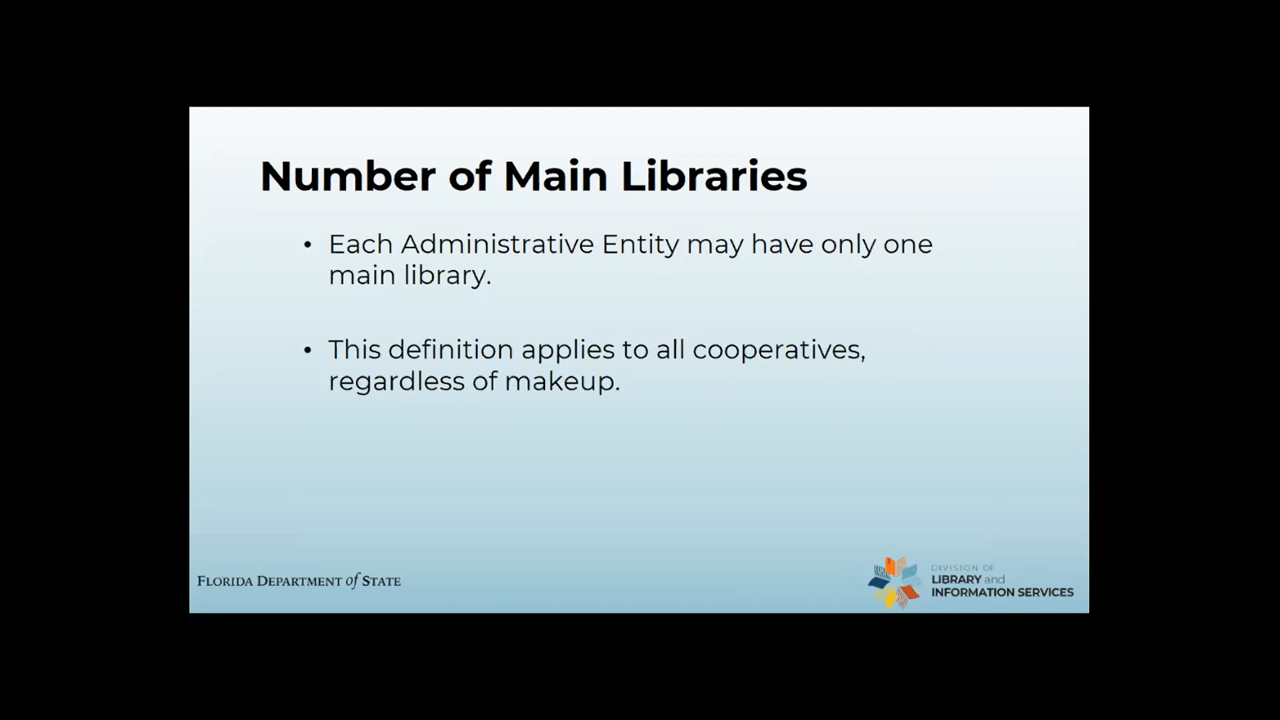 Number of Main Libraries
• Each Administrative Entity may have only one
main library.
• This definition applies to all cooperatives,
regardless of makeup.
FLORIDA DEPARTMENT of STATE
DIVISION OF
LIBRARY and
INFORMATION SERVICES